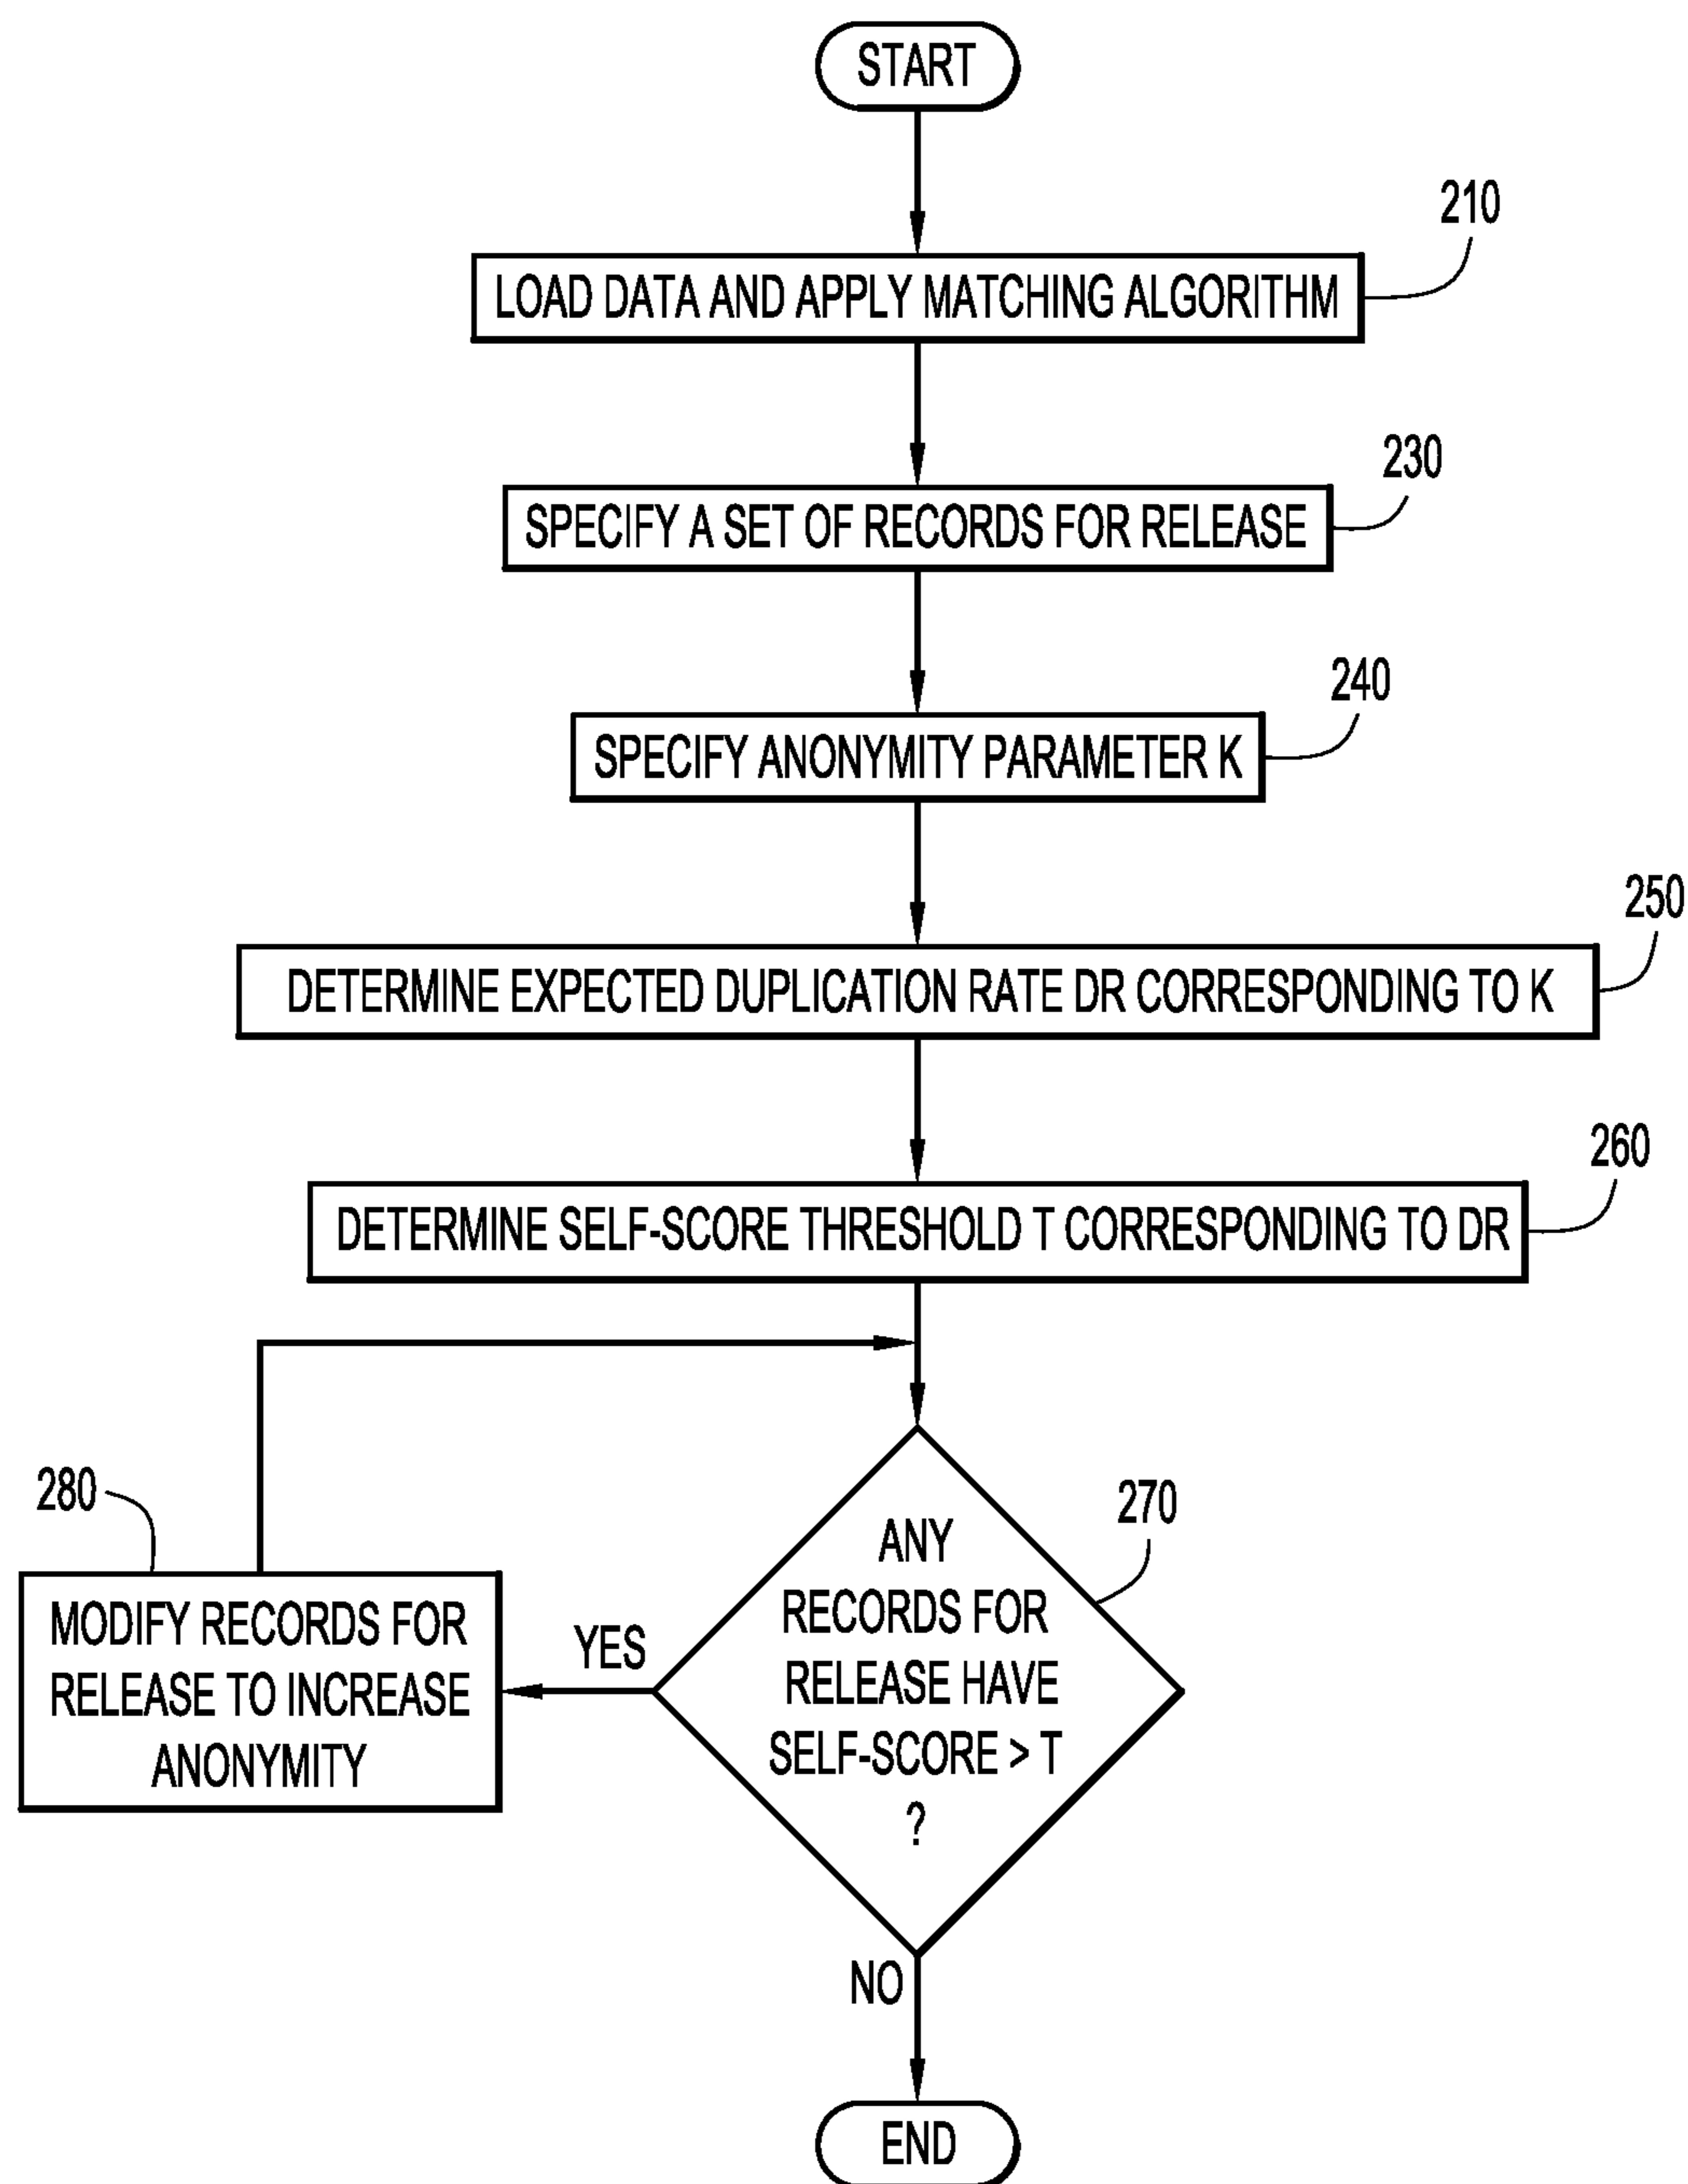 START
210
LOAD DATA AND APPLY MATCHING ALGORITHM
230
SPECIFY A SET OF RECORDS FOR RELEASE
240
SPECIFY ANONYMITY PARAMETER K
250
DETERMINE EXPECTED DUPLICATION RATE DR CORRESPONDING TO K
260
DETERMINE SELF-SCORE THRESHOLD T CORRESPONDING TO DR
270
ANY
RECORDS FOR
RELEASE HAVE
SELF-SCORE > T
?
YES
280
MODIFY RECORDS FOR
RELEASE TO INCREASE
ANONYMITY
NO
END